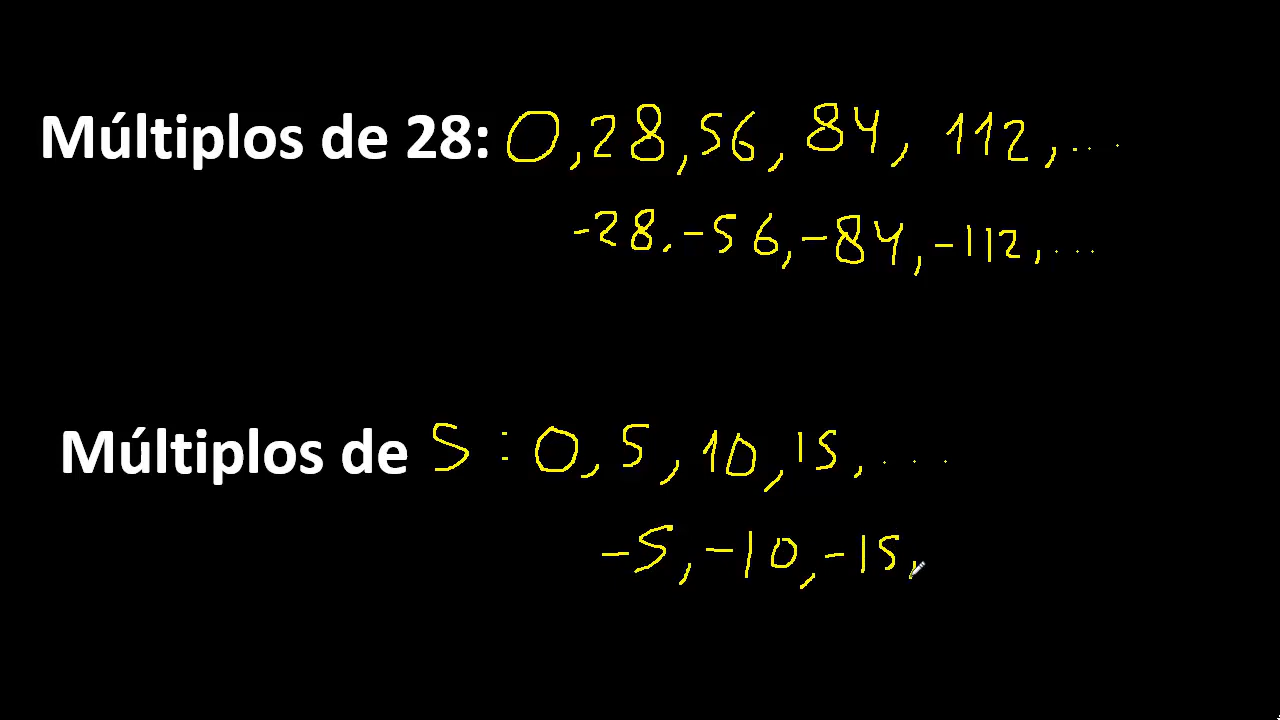 Múltiplos de 28: 0, 28, 56, 84, 112, ...
-28, -56, -84, -112, ...
Múltiplos de 5 : 0, 5, 10, 15, ...
-5, -10, -15,